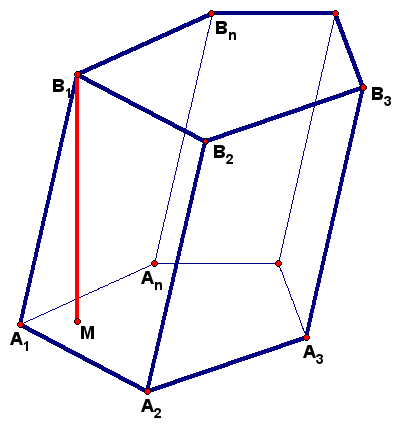 Bₙ
B₁
B₃
B₂
Aₙ
M
A₁
A₃
A₂